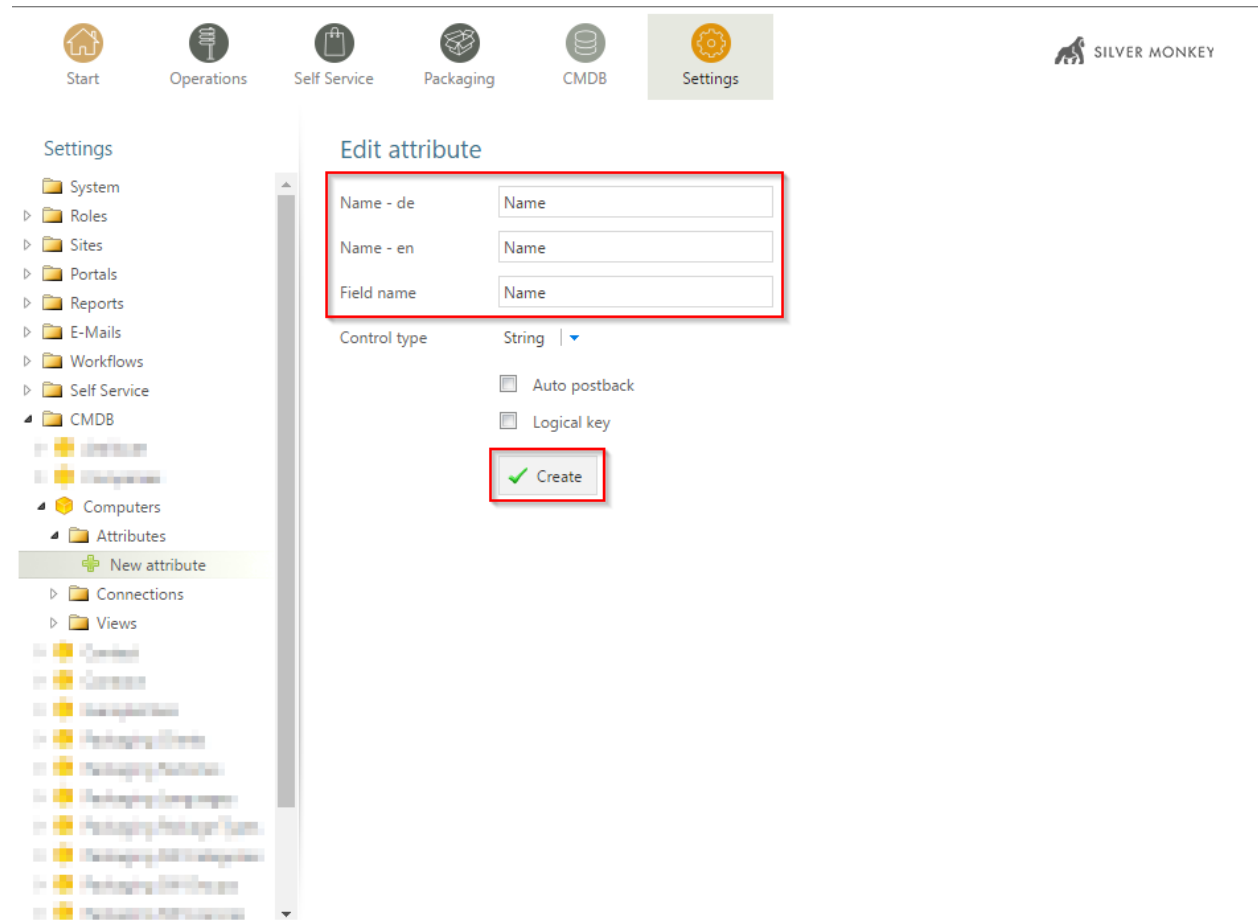 Start
Operations
Self Service
Packaging
CMDB
Settings
SILVER MONKEY
Settings
System
Roles
Sites
Portals
Reports
E-Mails
Workflows
Self Service
CMDB
Computers
Attributes
New attribute
Connections
Views
Edit attribute
Name - de
Name
Name - en
Name
Field name
Name
Control type
String
Auto postback
Logical key
Create